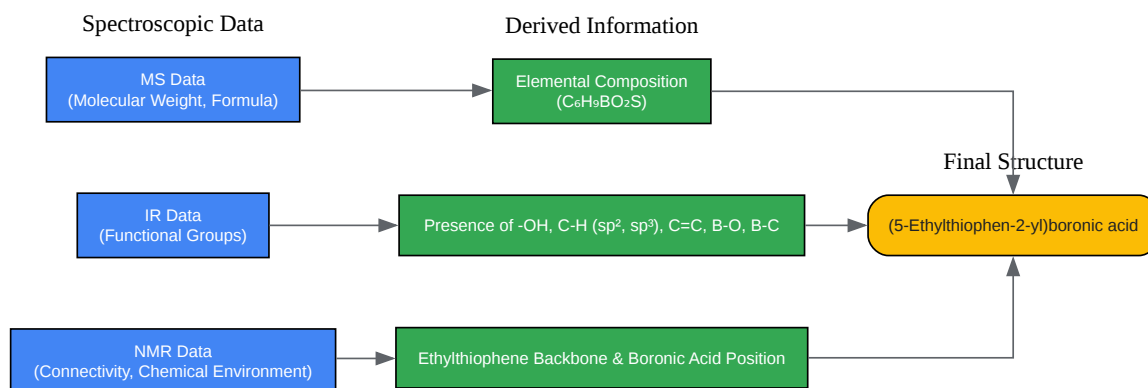 Spectroscopic Data
Derived Information
MS Data
(Molecular Weight, Formula)
Elemental Composition
(C₆H₉BO₂S)
Final Structure
IR Data
(Functional Groups)
Presence of -OH, C-H (sp², sp³), C=C, B-O, B-C
(5-Ethylthiophen-2-yl)boronic acid
NMR Data
(Connectivity, Chemical Environment)
Ethylthiophene Backbone & Boronic Acid Position